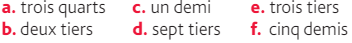 a. trois quarts c. un demi e. trois tiers
b. deux tiers d. sept tiers f. cinq demis